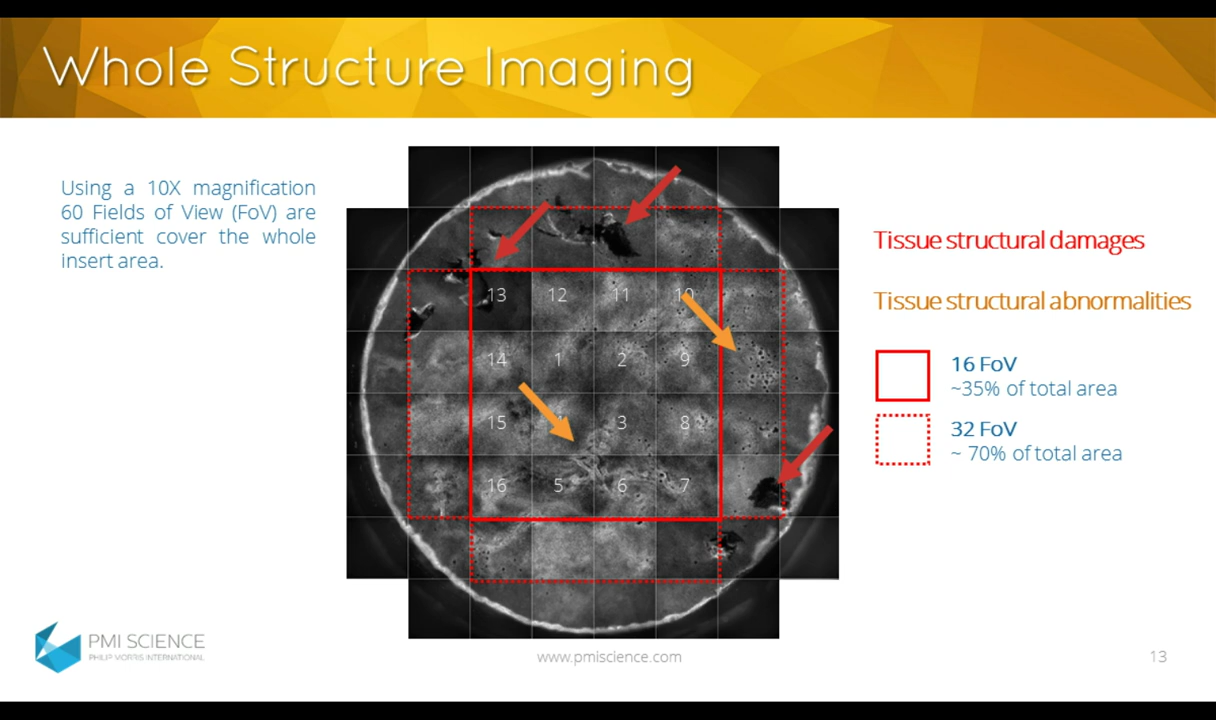 Whole Structure Imaging
Using a 10X magnification
60 Fields of View (FoV) are
sufficient cover the whole
insert area.
Tissue structural damages
Tissue structural abnormalities
16 FoV
~35% of total area
32 FoV
~ 70% of total area
13 12 11 10
14 1 2 9
15 3 8
16 5 6 7
PMI SCIENCE
PHILIP MORRIS INTERNATIONAL
www.pmiscience.com
13